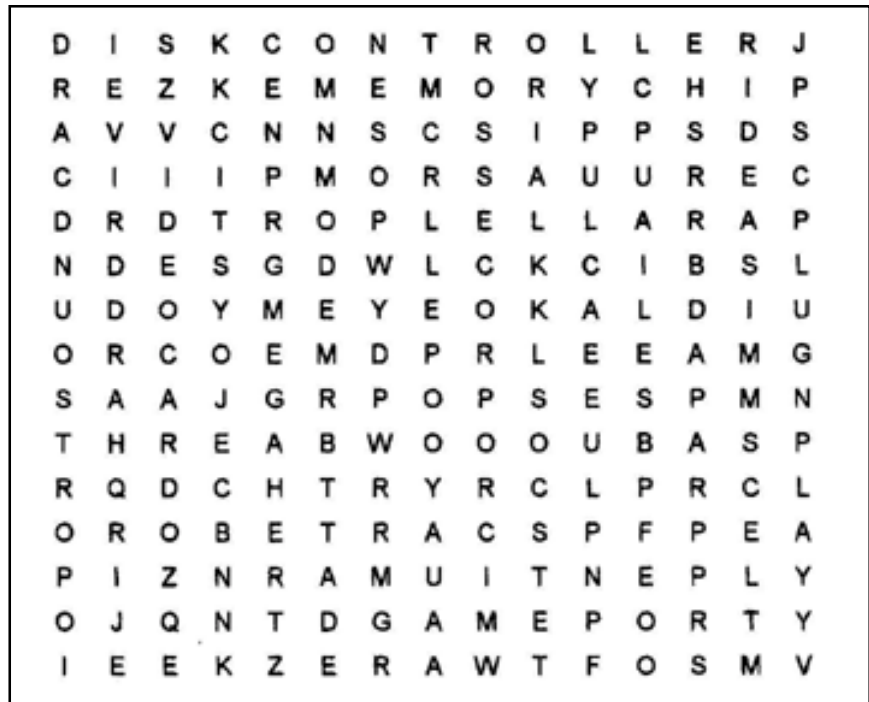 D I S K C O N T R O L L E R J
R E Z K E M E M O R Y C H I P
A V V C N N S C S I P P S D S
C I I I P M O R S A U U R E C
D R D T R O P L E L L A R A P
N D E S G D W L C K C I B S L
U D O Y M E Y E O K A L D I U
O R C O E M D P R L E E A M G
S A A J G R P O P S E S P M N
T H R E A B W O O O U B A S P
R Q D C H T R Y R C L P R C L
O R O B E T R A C S P F P E A
P I Z N R A M U I T N E P L Y
O J Q N T D G A M E P O R T Y
I E E K Z E R A W T F O S M V